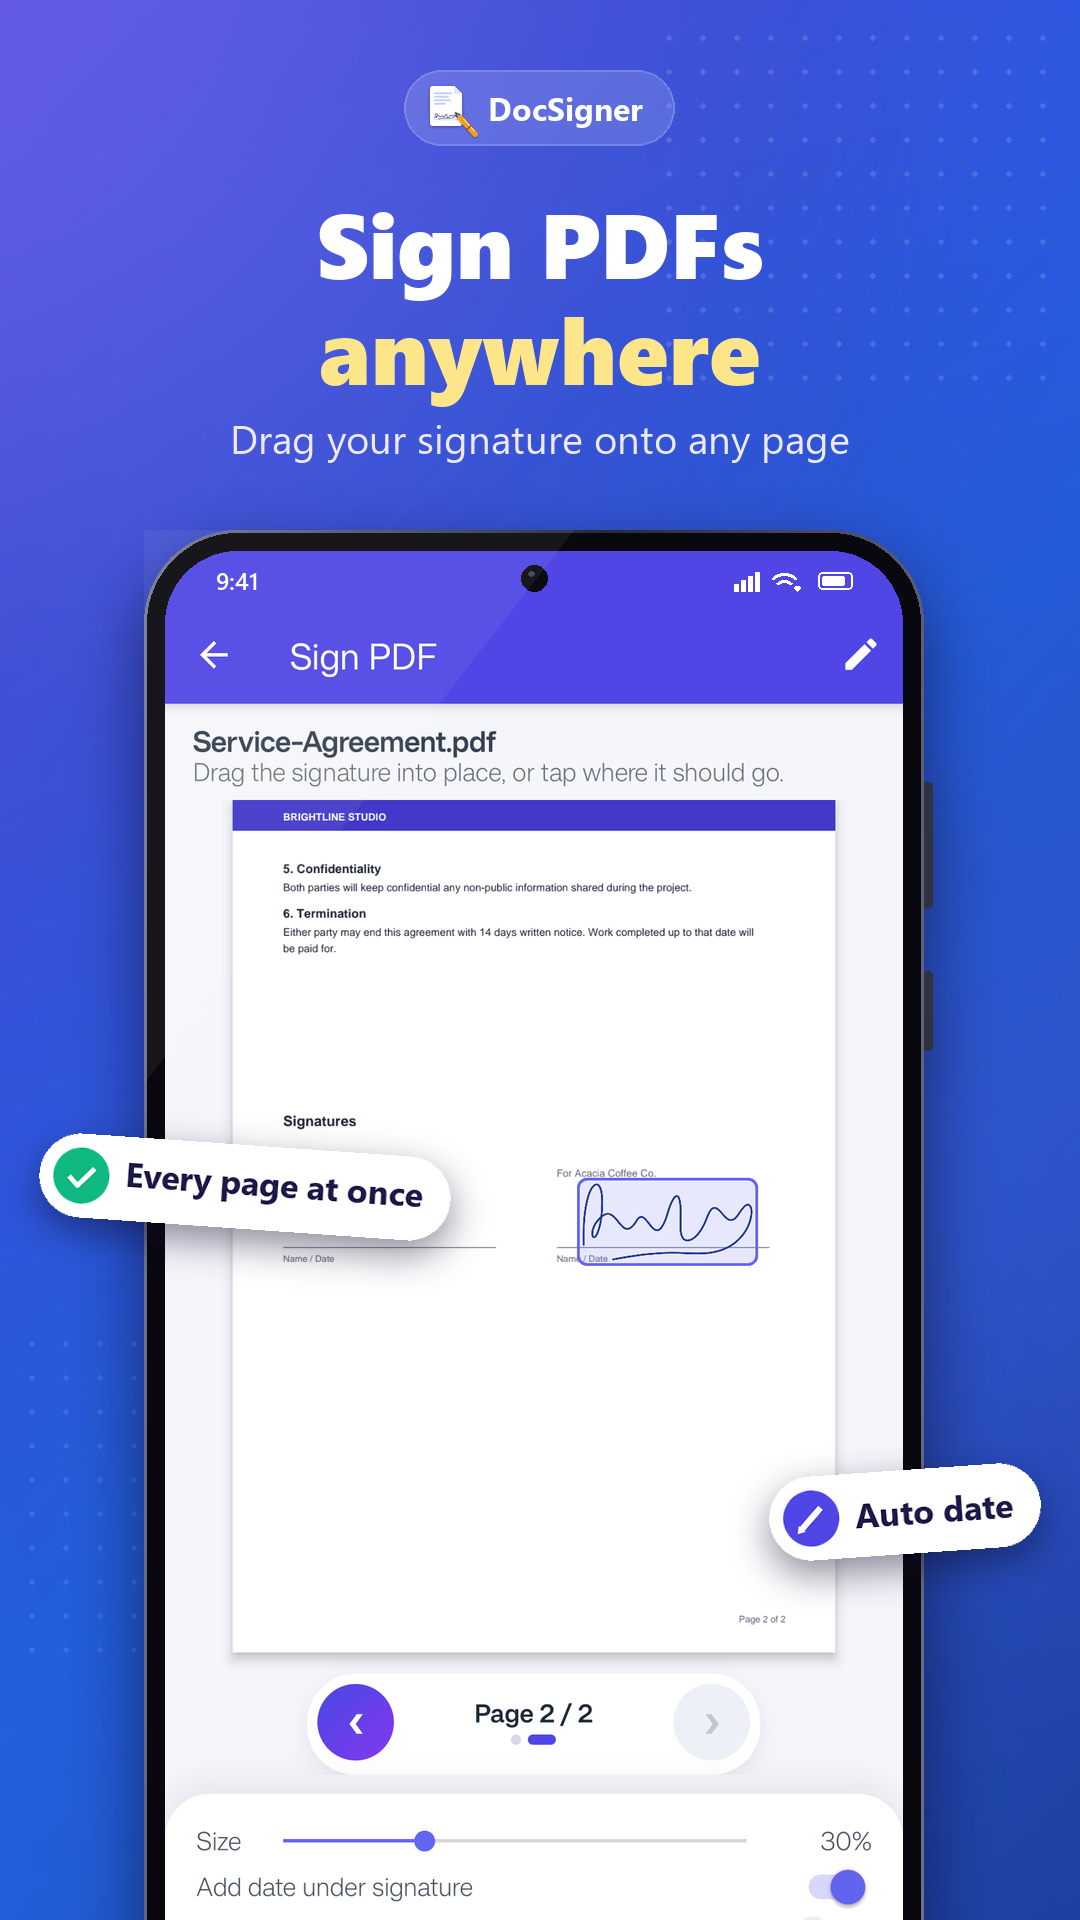 DocSigner
Sign PDFs
anywhere
Drag your signature onto any page
9:41
Sign PDF
Service-Agreement.pdf
Drag the signature into place, or tap where it should go.
BRIGHTLINE STUDIO
5. Confidentiality
Both parties will keep confidential any non-public information shared during the project.
6. Termination
Either party may end this agreement with 14 days written notice. Work completed up to that date will
be paid for.
Signatures
Every page at once
For Acacia Coffee Co.
Name / Date
Name / Date
Auto date
Page 2 of 2
Page 2 / 2
Size
30%
Add date under signature